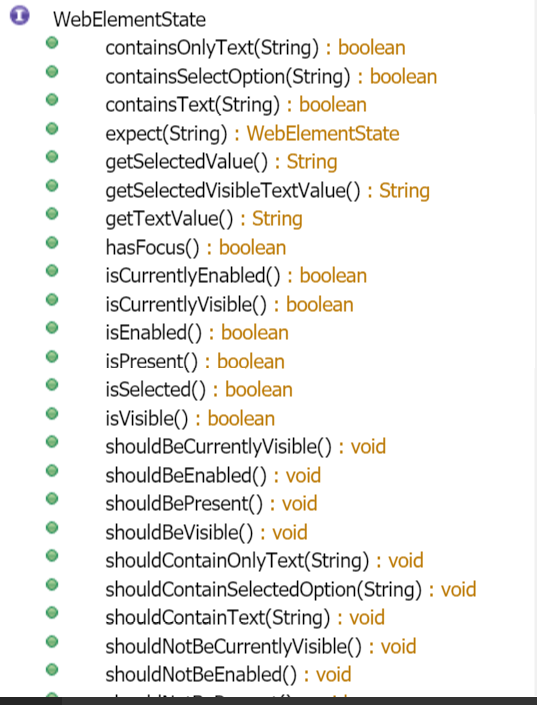 I WebElementState
containsOnlyText(String) : boolean
containsSelectOption(String) : boolean
containsText(String) : boolean
expect(String) : WebElementState
getSelectedValue() : String
getSelectedVisibleTextValue() : String
getTextValue() : String
hasFocus() : boolean
isCurrentlyEnabled() : boolean
isCurrentlyVisible() : boolean
isEnabled() : boolean
isPresent() : boolean
isSelected() : boolean
isVisible() : boolean
shouldBeCurrentlyVisible() : void
shouldBeEnabled() : void
shouldBePresent() : void
shouldBeVisible() : void
shouldContainOnlyText(String) : void
shouldContainSelectedOption(String) : void
shouldContainText(String) : void
shouldNotBeCurrentlyVisible() : void
shouldNotBeEnabled() : void